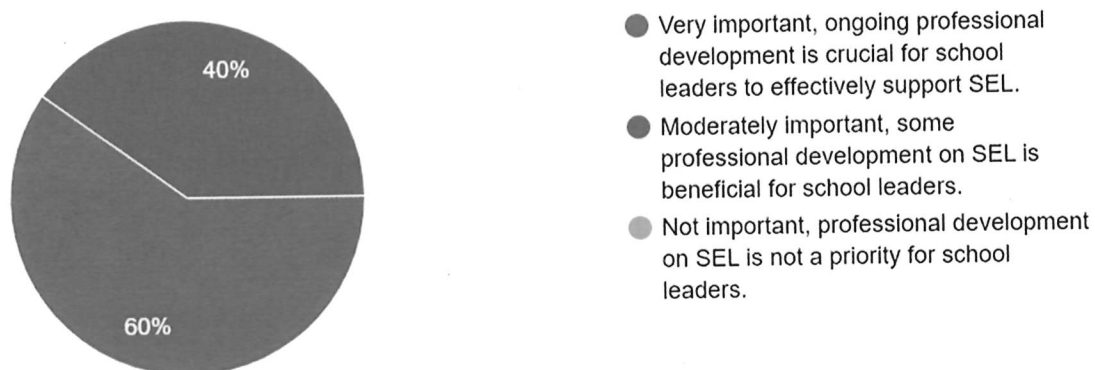 40%
60%
Very important, ongoing professional
development is crucial for school
leaders to effectively support SEL.
Moderately important, some
professional development on SEL is
beneficial for school leaders.
Not important, professional development
on SEL is not a priority for school
leaders.